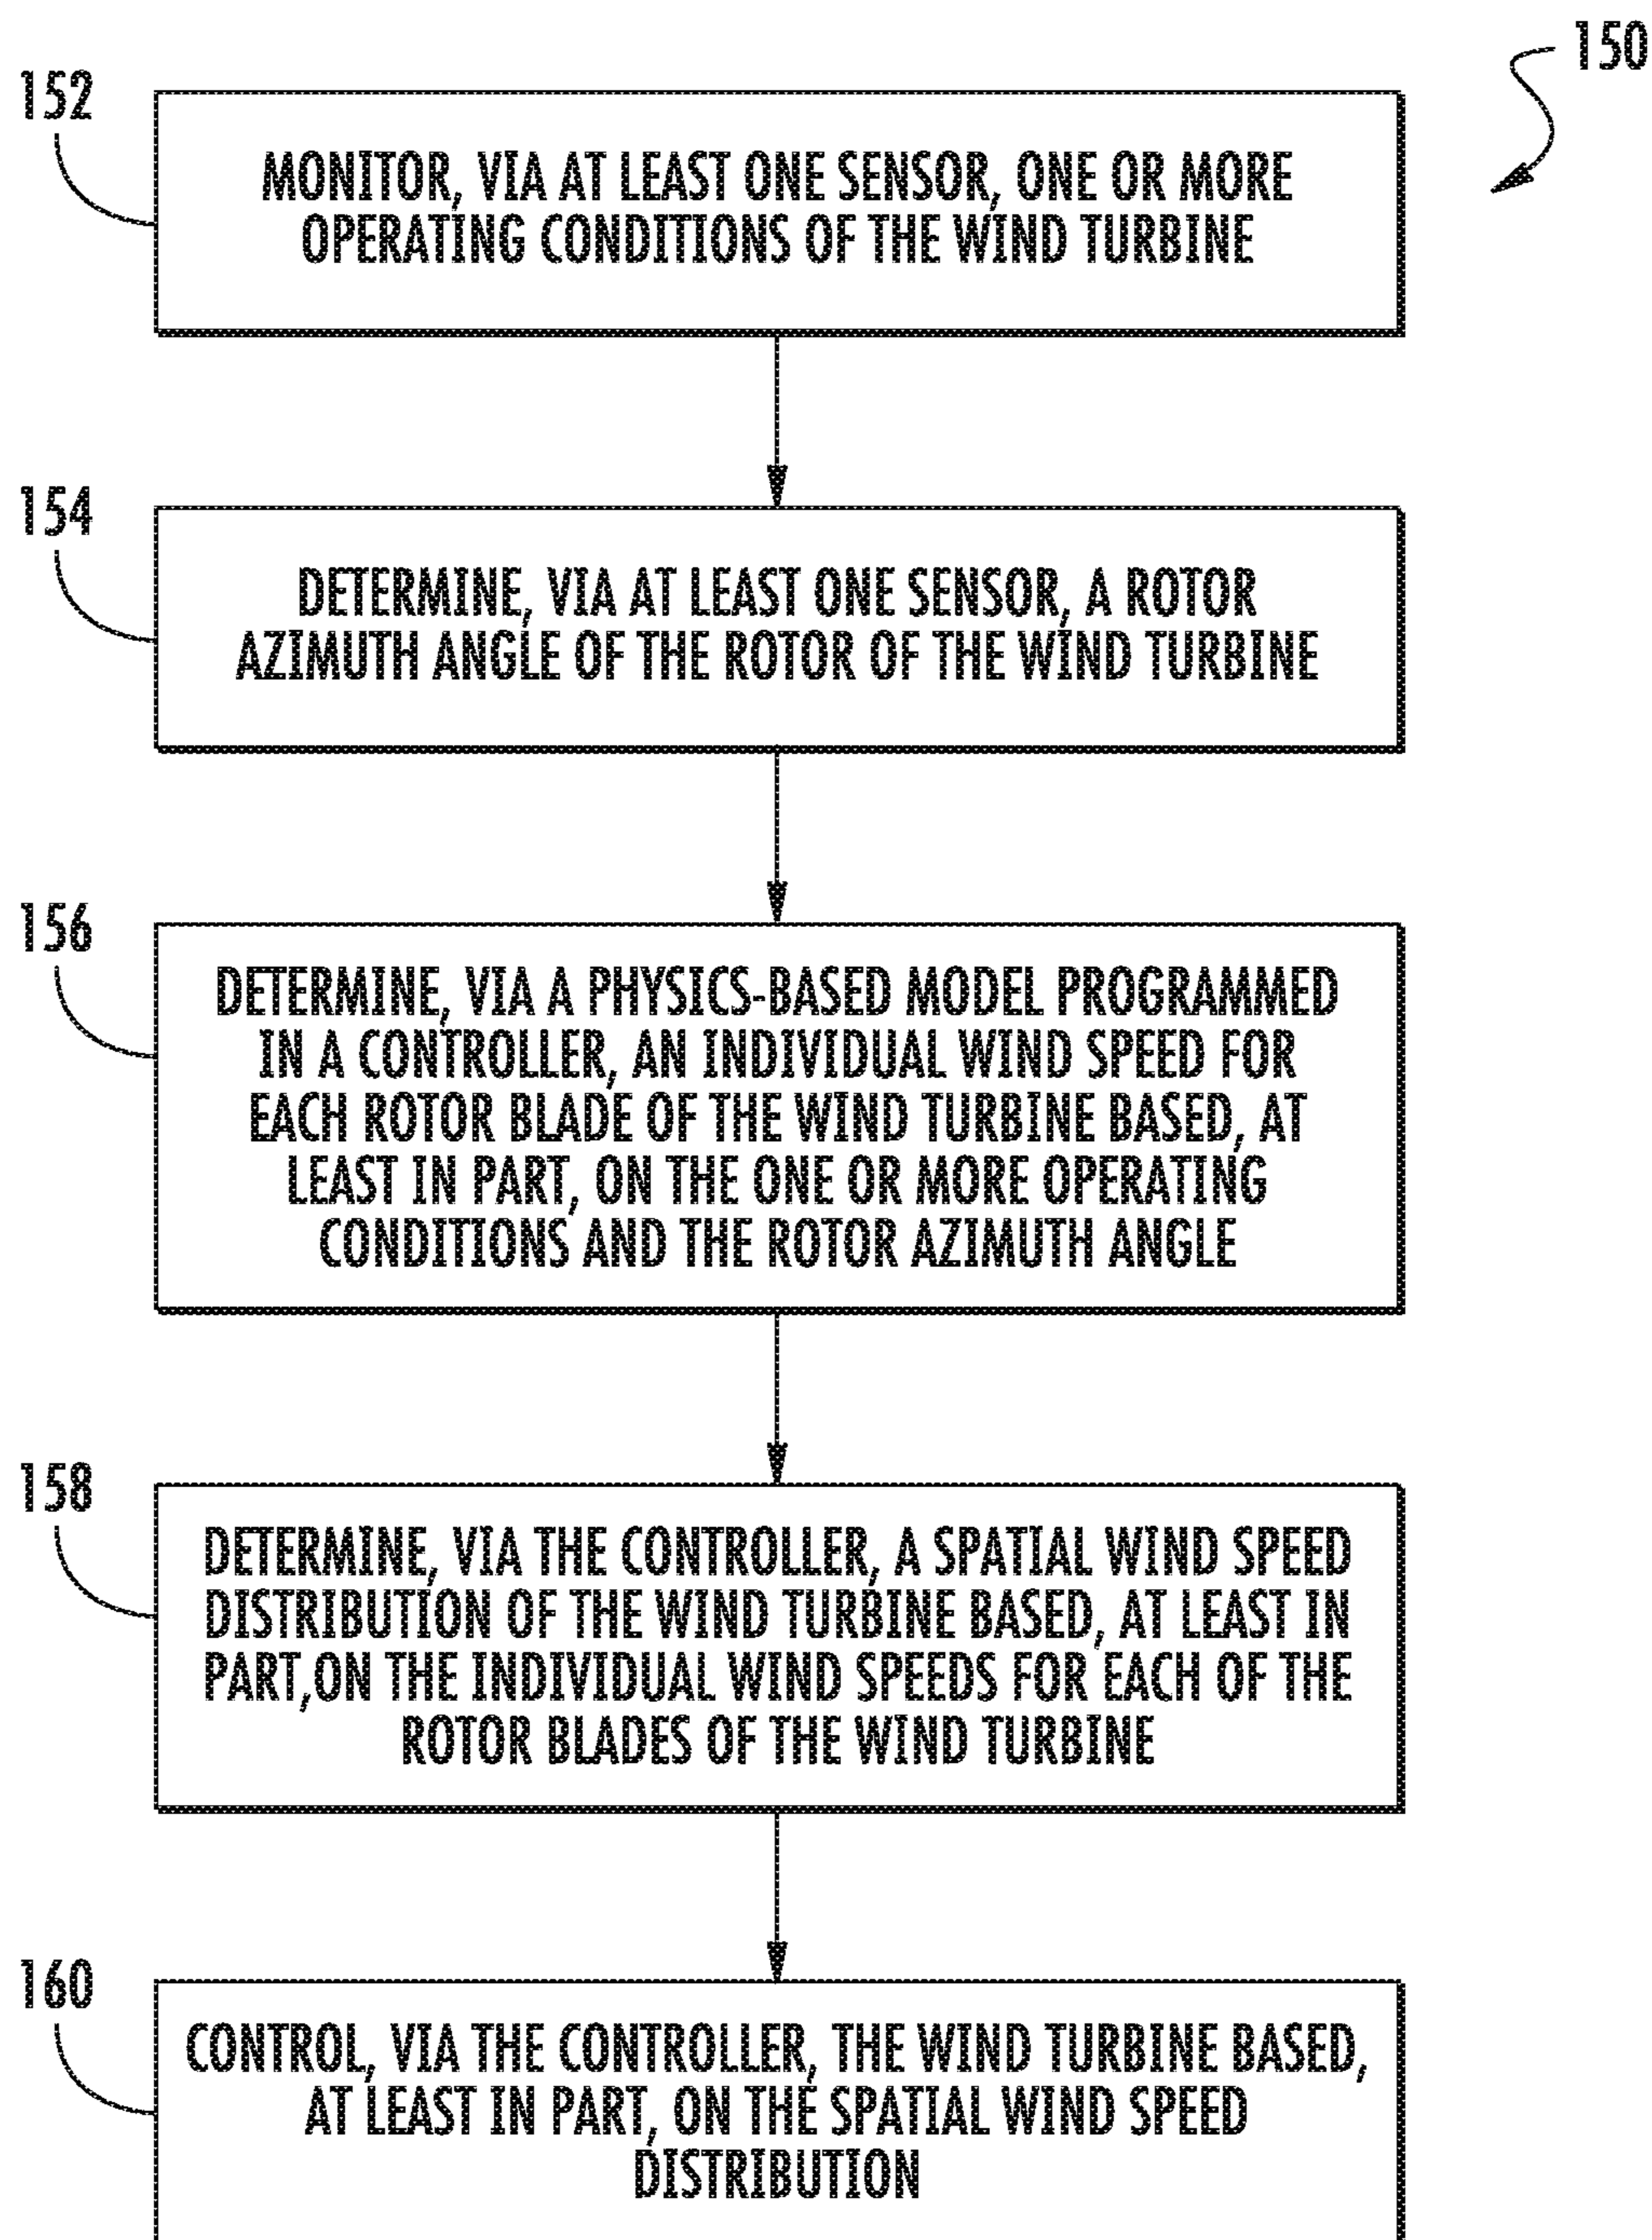 150
152
MONITOR, VIA AT LEAST ONE SENSOR, ONE OR MORE
OPERATING CONDITIONS OF THE WIND TURBINE
154
DETERMINE, VIA AT LEAST ONE SENSOR, A ROTOR
AZIMUTH ANGLE OF THE ROTOR OF THE WIND TURBINE
156
DETERMINE, VIA A PHYSICS-BASED MODEL PROGRAMMED
IN A CONTROLLER, AN INDIVIDUAL WIND SPEED FOR
EACH ROTOR BLADE OF THE WIND TURBINE BASED, AT
LEAST IN PART, ON THE ONE OR MORE OPERATING
CONDITIONS AND THE ROTOR AZIMUTH ANGLE
158
DETERMINE, VIA THE CONTROLLER, A SPATIAL WIND SPEED
DISTRIBUTION OF THE WIND TURBINE BASED, AT LEAST IN
PART,ON THE INDIVIDUAL WIND SPEEDS FOR EACH OF THE
ROTOR BLADES OF THE WIND TURBINE
160
CONTROL, VIA THE CONTROLLER, THE WIND TURBINE BASED,
AT LEAST IN PART, ON THE SPATIAL WIND SPEED
DISTRIBUTION